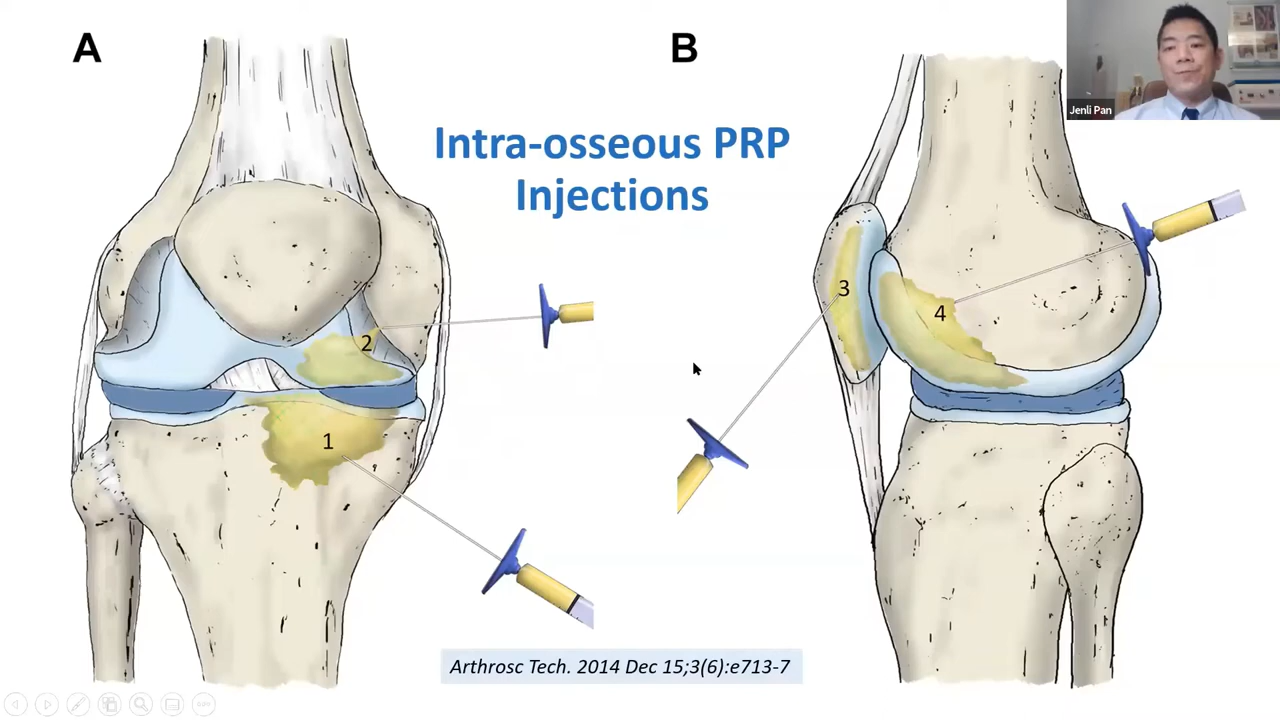 A
B
Jenli Pan
Intra-osseous PRP
Injections
3
4
2
1
Arthrosc Tech. 2014 Dec 15;3(6):e713-7